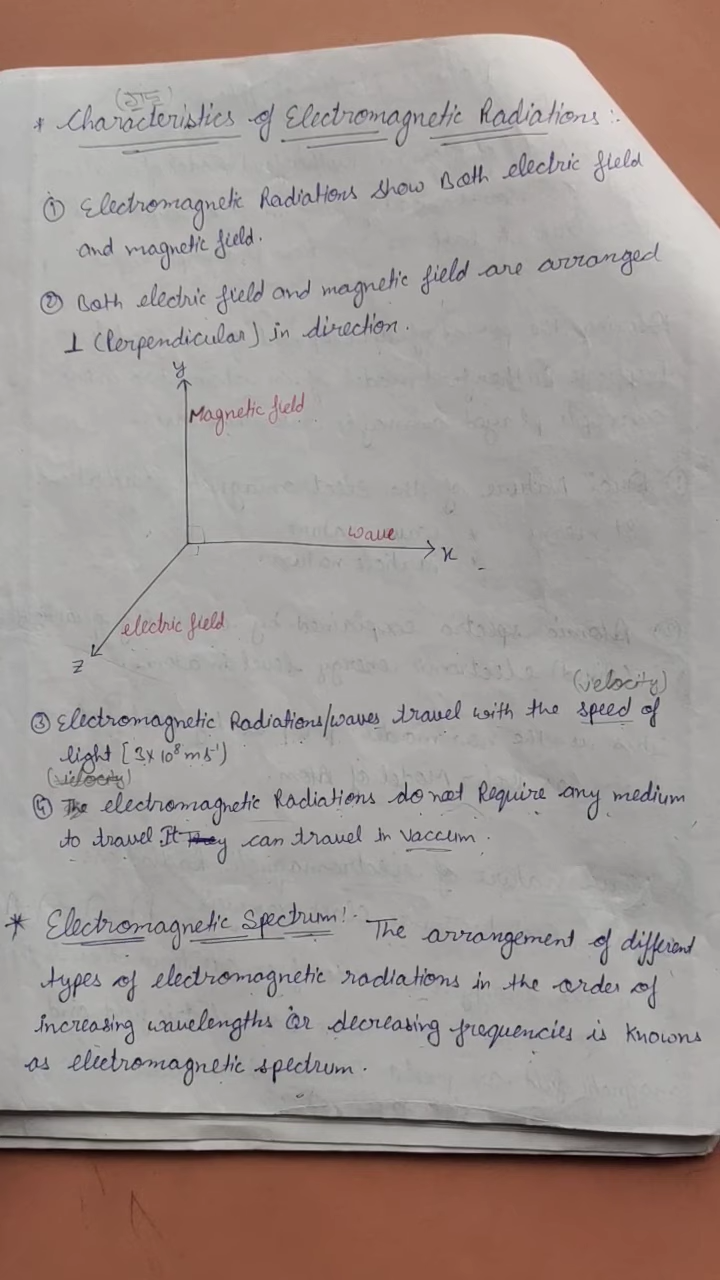 * Characteristics of Electromagnetic Radiations :-
① Electromagnetic Radiations show Both electric field
and magnetic field.
② Both electric field and magnetic field are arranged
⊥ (Perpendicular) in direction.
y
Magnetic field
wave
x
electric field
z
(velocity)
③ Electromagnetic Radiations/waves travel with the speed of
light [3×10⁸ ms⁻¹)
(velocity)
④ The electromagnetic Radiations do not Require any medium
to travel It They can travel in vaccum.
* Electromagnetic Spectrum :- The arrangement of different
types of electromagnetic radiations in the order of
increasing wavelengths or decreasing frequencies is knowns
as electromagnetic spectrum.